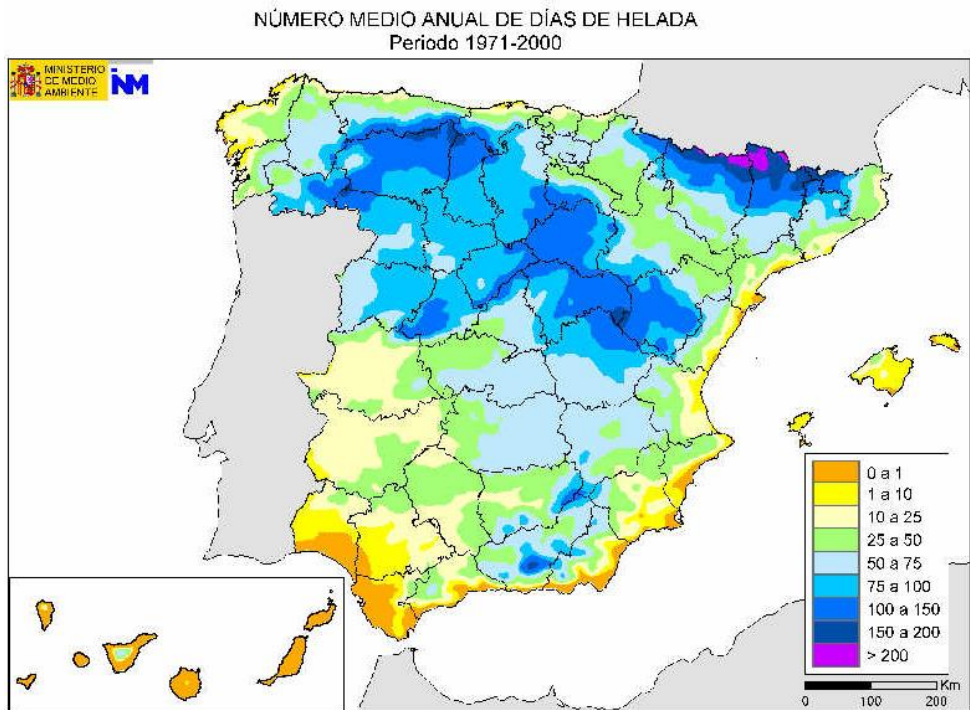 NÚMERO MEDIO ANUAL DE DÍAS DE HELADA
Periodo 1971-2000
MINISTERIO
DE MEDIO
AMBIENTE
INM
0 a 1
1 a 10
10 a 25
25 a 50
50 a 75
75 a 100
100 a 150
150 a 200
> 200
Km
0 100 200